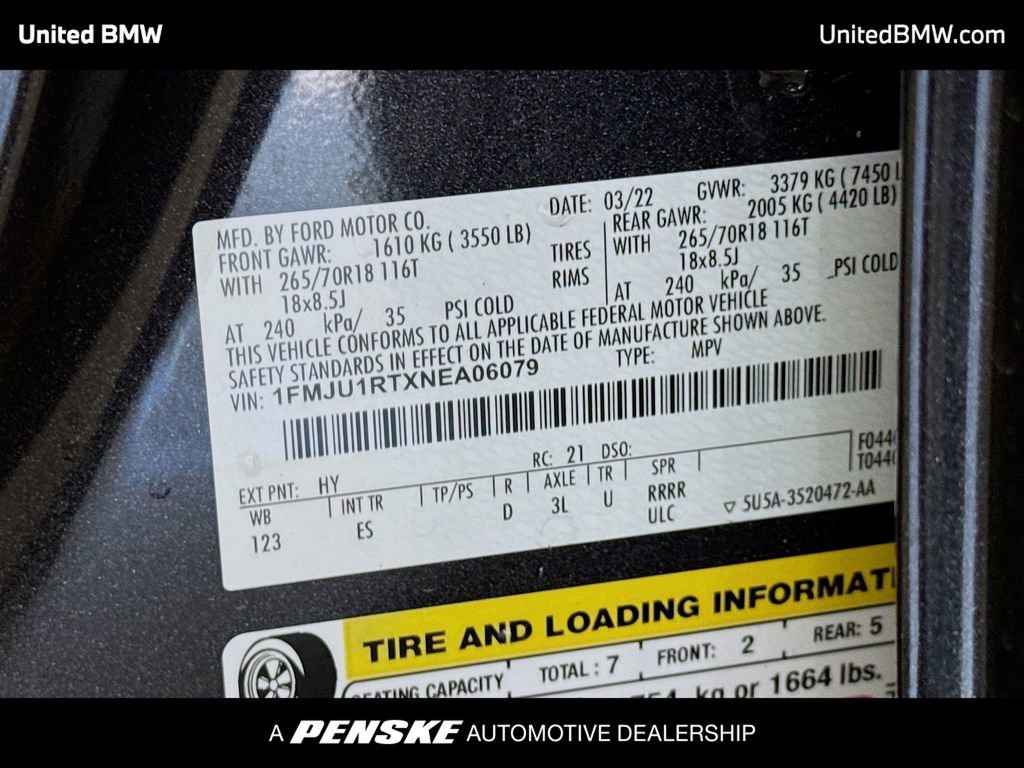 United BMW
UnitedBMW.com
MFD. BY FORD MOTOR CO.
DATE: 03/22
GVWR: 3379 KG ( 7450 L
FRONT GAWR: 1610 KG ( 3550 LB)
REAR GAWR: 2005 KG ( 4420 LB)
WITH 265/70R18 116T
TIRES
WITH 265/70R18 116T
18x8.5J
RIMS
18x8.5J
AT 240 kPa/ 35 PSI COLD
AT 240 kPa/ 35 PSI COLD
THIS VEHICLE CONFORMS TO ALL APPLICABLE FEDERAL MOTOR VEHICLE
SAFETY STANDARDS IN EFFECT ON THE DATE OF MANUFACTURE SHOWN ABOVE.
VIN: 1FMJU1RTXNEA06079
TYPE: MPV
EXT PNT: HY
RC: 21 DSO:
F044
T044
WB INT TR TP/PS R AXLE TR SPR
123 ES D 3L U RRRR
ULC
5U5A-3520472-AA
TIRE AND LOADING INFORMATI
SEATING CAPACITY TOTAL : 7 FRONT: 2 REAR: 5
kg or 1664 lbs.
A PENSKE AUTOMOTIVE DEALERSHIP